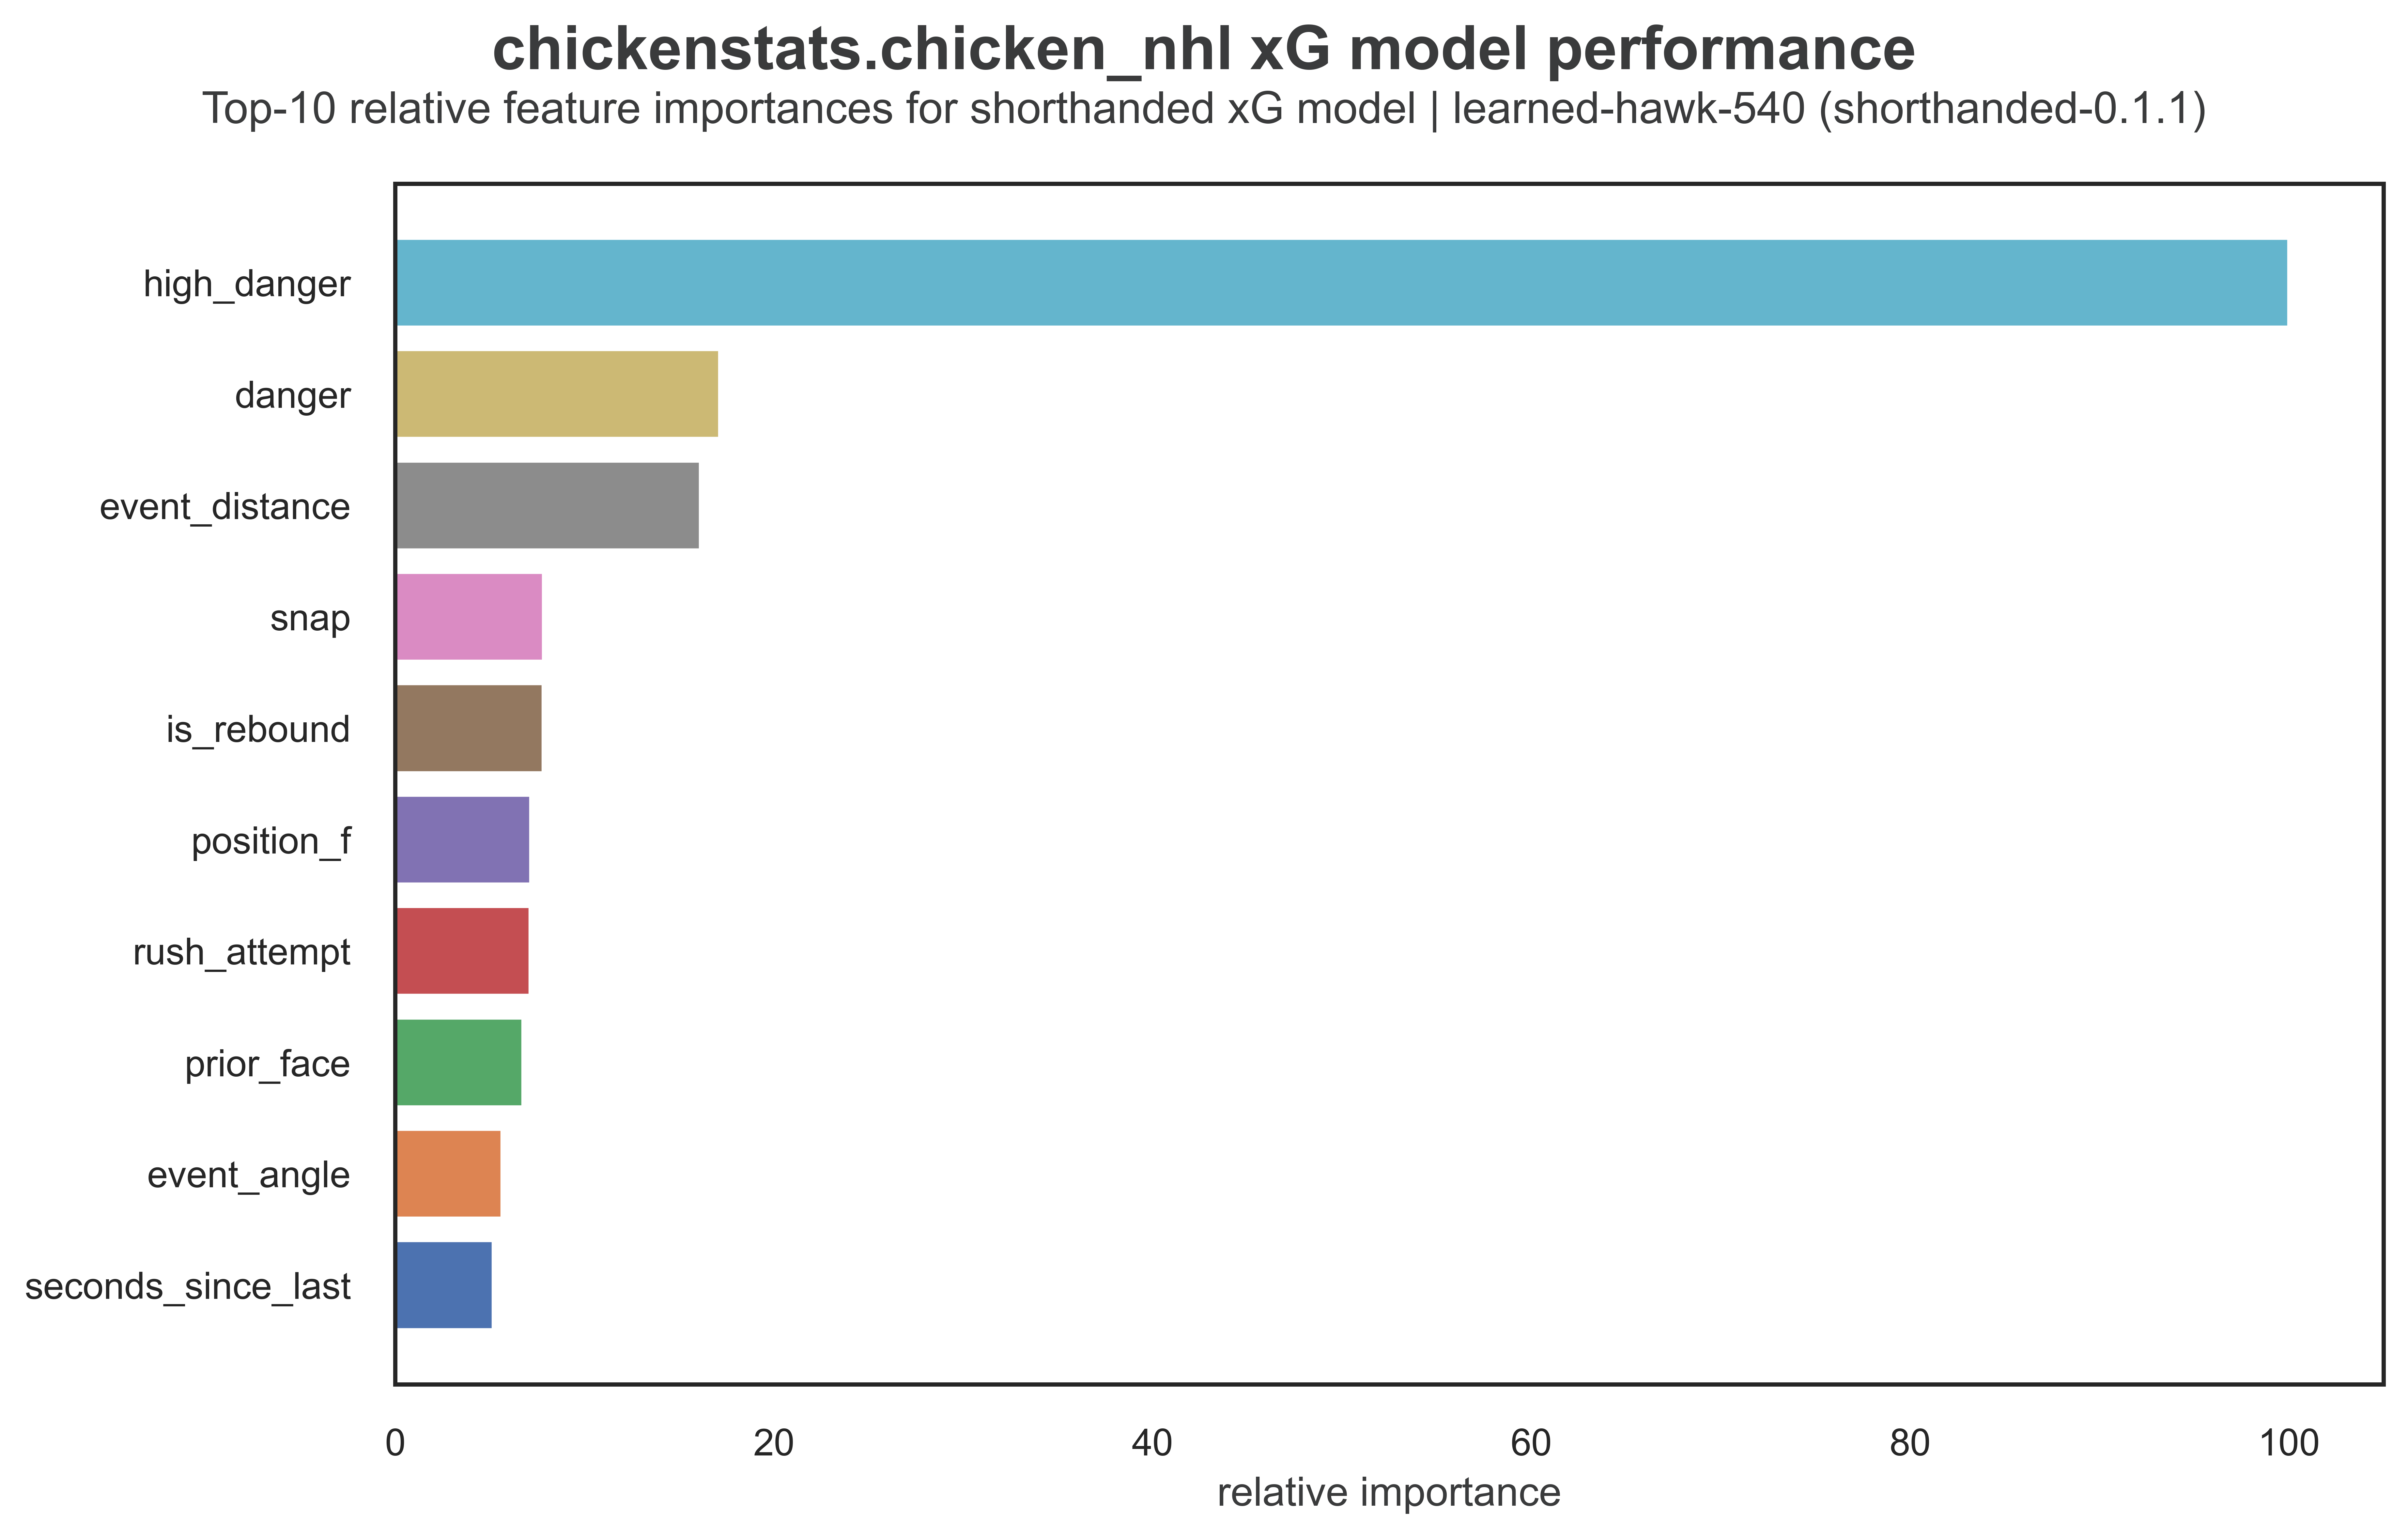 chickenstats.chicken_nhl xG model performance
Top-10 relative feature importances for shorthanded xG model | learned-hawk-540 (shorthanded-0.1.1)
high_danger
danger
event_distance
snap
is_rebound
position_f
rush_attempt
prior_face
event_angle
seconds_since_last
0 20 40 60 80 100
relative importance